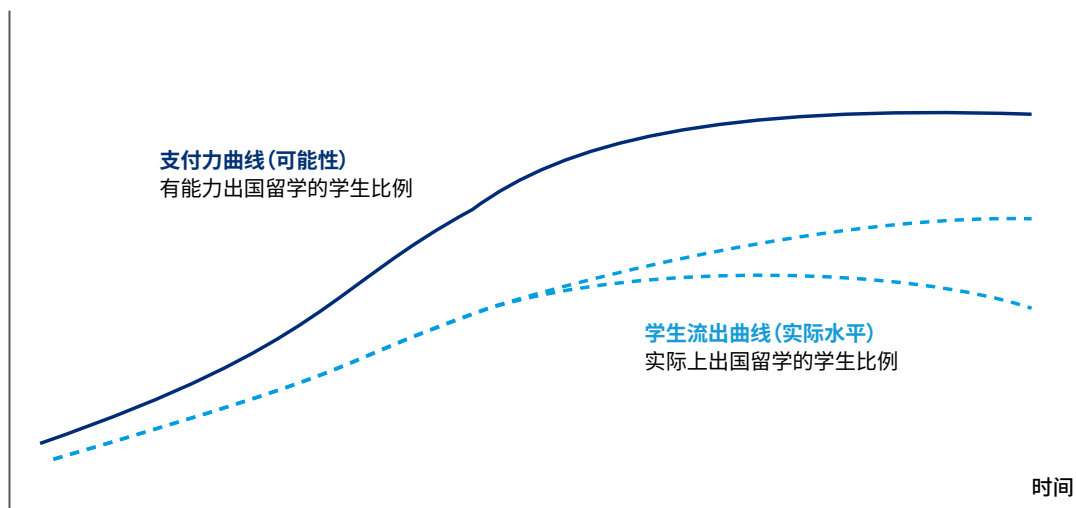 支付力曲线(可能性)
有能力出国留学的学生比例
学生流出曲线(实际水平)
实际上出国留学的学生比例
时间